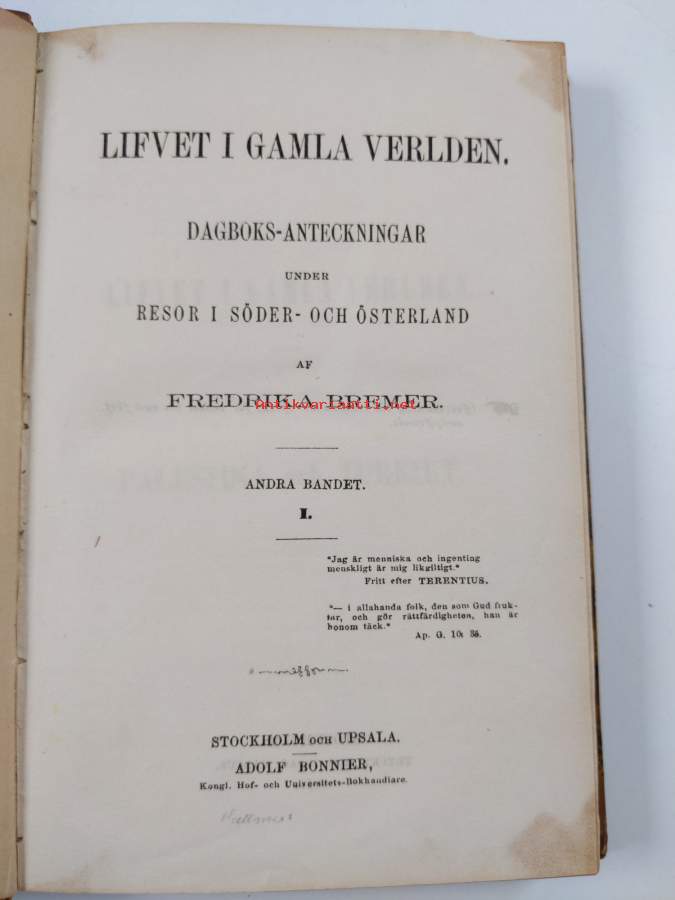 LIFVET I GAMLA VERLDEN.
DAGBOKS-ANTECKNINGAR
UNDER
RESOR I SÖDER- OCH ÖSTERLAND
AF
FREDRIKA BREMER.
Antikvariaatti.net
ANDRA BANDET.
I.
"Jag är menniska och ingenting
menskligt är mig likgiltigt."
Fritt efter TERENTIUS.
"— i allahanda folk, den som Gud fruk-
tar, och gör rättfärdigheten, han är
honom täck."
Ap. G. 10: 35.
STOCKHOLM och UPSALA.
ADOLF BONNIER,
Kongl. Hof- och Universitets-Bokhandlare.